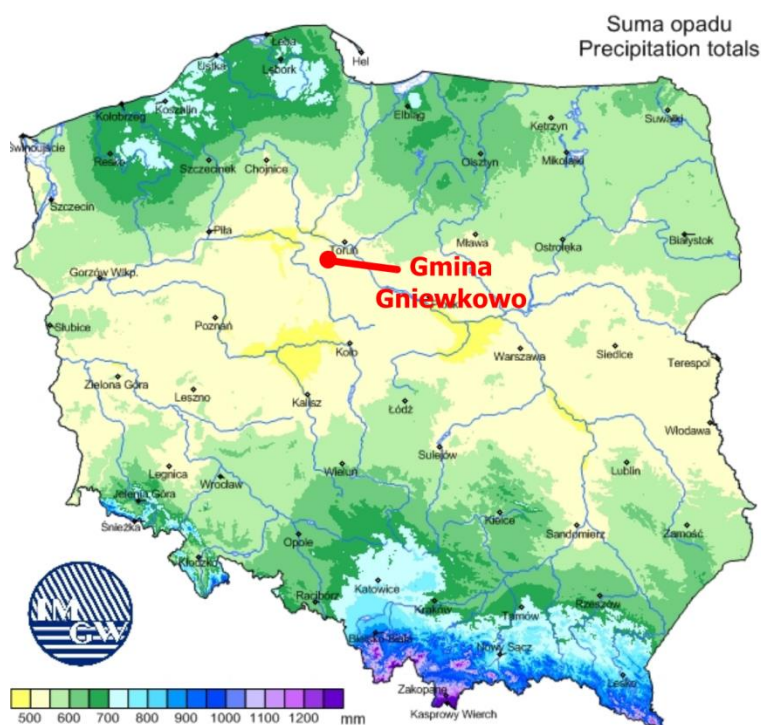 Suma opadu
Precipitation totals
Łeba
Hel
Ustka
Lębork
Koszalin
Kołobrzeg
Elbląg
Kętrzyn
Suwałki
Świnoujście
Resko
Szczecinek
Chojnice
Olsztyn
Mikołajki
Szczecin
Piła
Toruń
Mława
Ostrołęka
Białystok
Gmina
Gniewkowo
Gorzów Wlkp.
Słubice
Poznań
Koło
Warszawa
Siedlce
Terespol
Zielona Góra
Leszno
Kalisz
Łódź
Włodawa
Legnica
Wieluń
Sulejów
Lublin
Jelenia Góra
Wrocław
Śnieżka
Opole
Kielce
Sandomierz
Zamość
Kłodzko
Racibórz
Katowice
Kraków
Tarnów
Rzeszów
Bielsko-Biała
Nowy Sącz
Lesko
Zakopane
Kasprowy Wierch
IM
GW
500 600 700 800 900 1000 1100 1200 mm